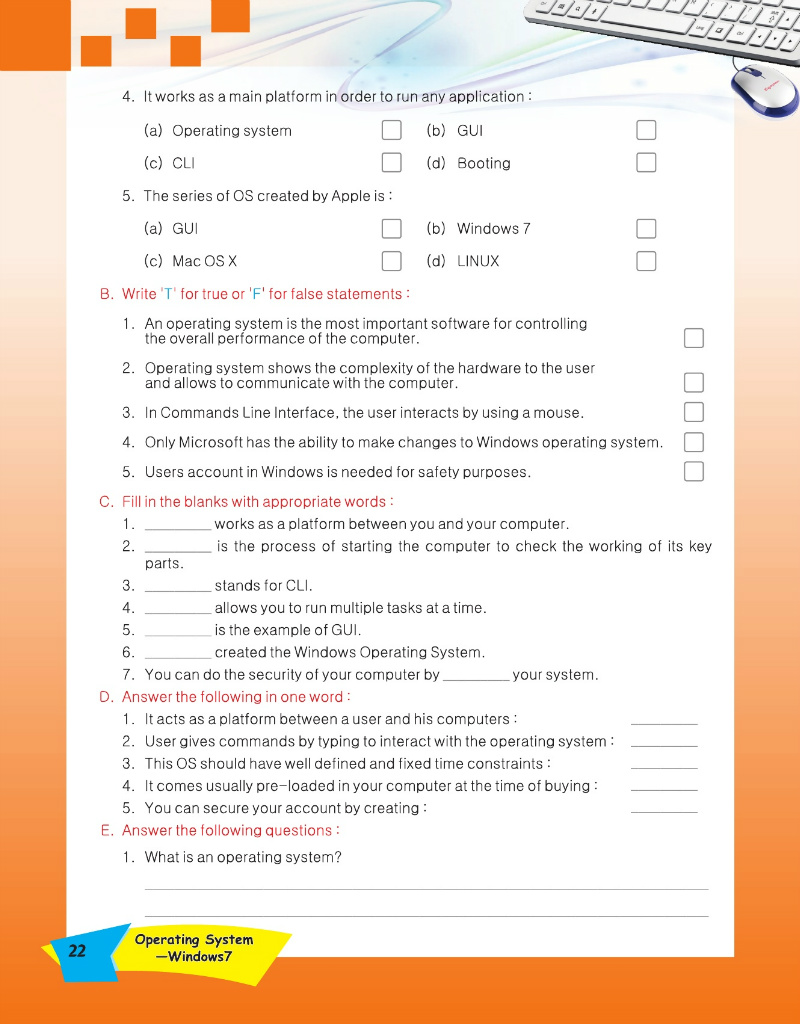 4. It works as a main platform in order to run any application :
(a) Operating system (b) GUI
(c) CLI (d) Booting
5. The series of OS created by Apple is :
(a) GUI (b) Windows 7
(c) Mac OS X (d) LINUX
B. Write 'T' for true or 'F' for false statements :
1. An operating system is the most important software for controlling
the overall performance of the computer.
2. Operating system shows the complexity of the hardware to the user
and allows to communicate with the computer.
3. In Commands Line Interface, the user interacts by using a mouse.
4. Only Microsoft has the ability to make changes to Windows operating system.
5. Users account in Windows is needed for safety purposes.
C. Fill in the blanks with appropriate words :
1. _________ works as a platform between you and your computer.
2. _________ is the process of starting the computer to check the working of its key
parts.
3. _________ stands for CLI.
4. _________ allows you to run multiple tasks at a time.
5. _________ is the example of GUI.
6. _________ created the Windows Operating System.
7. You can do the security of your computer by _________ your system.
D. Answer the following in one word :
1. It acts as a platform between a user and his computers : _________
2. User gives commands by typing to interact with the operating system : _________
3. This OS should have well defined and fixed time constraints : _________
4. It comes usually pre-loaded in your computer at the time of buying : _________
5. You can secure your account by creating : _________
E. Answer the following questions :
1. What is an operating system?
22
Operating System
—Windows7